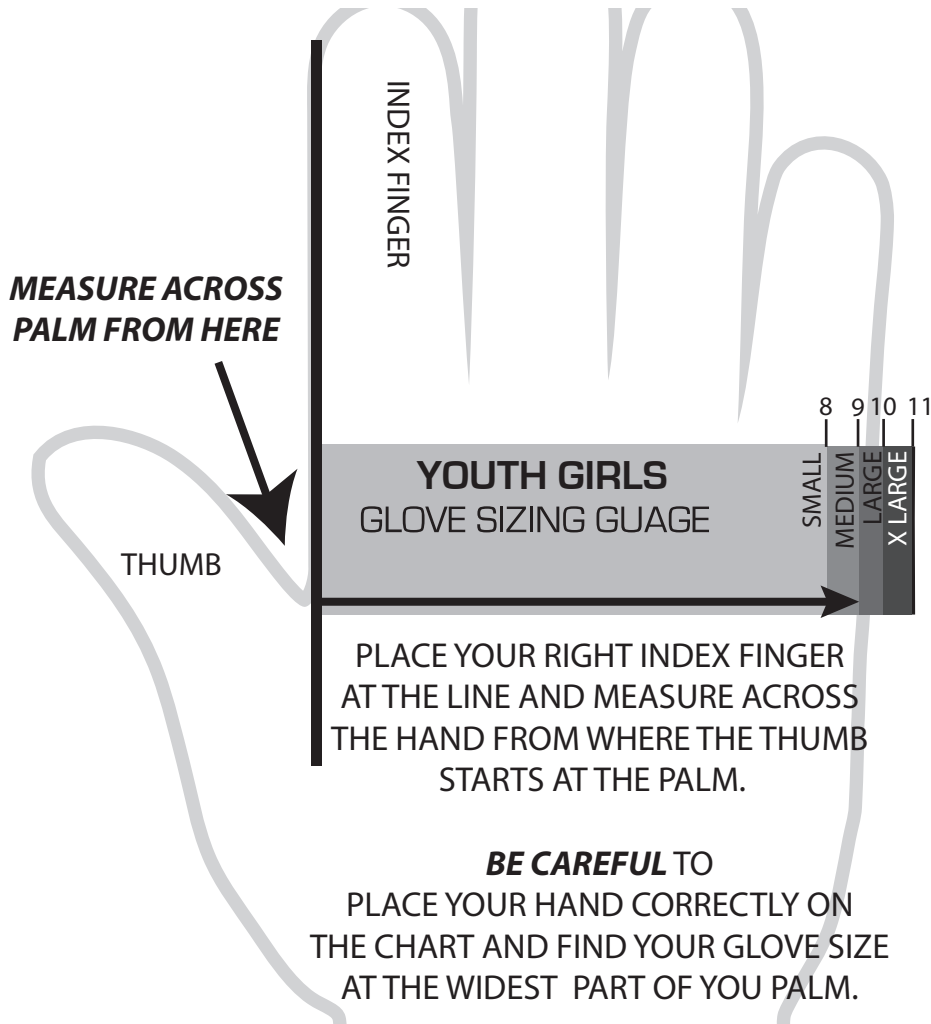 INDEX FINGER
MEASURE ACROSS
PALM FROM HERE
8 9 10 11
SMALL
MEDIUM
LARGE
X LARGE
YOUTH GIRLS
GLOVE SIZING GUAGE
THUMB
PLACE YOUR RIGHT INDEX FINGER
AT THE LINE AND MEASURE ACROSS
THE HAND FROM WHERE THE THUMB
STARTS AT THE PALM.
BE CAREFUL TO
PLACE YOUR HAND CORRECTLY ON
THE CHART AND FIND YOUR GLOVE SIZE
AT THE WIDEST PART OF YOU PALM.